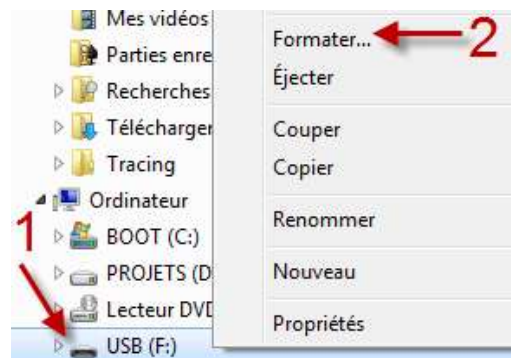 Mes vidéos
Parties enre
Recherches
Télécharger
Tracing
Ordinateur
BOOT (C:)
PROJETS (D
Lecteur DVD
USB (F:)
1
Formater...
2
Éjecter
Couper
Copier
Renommer
Nouveau
Propriétés